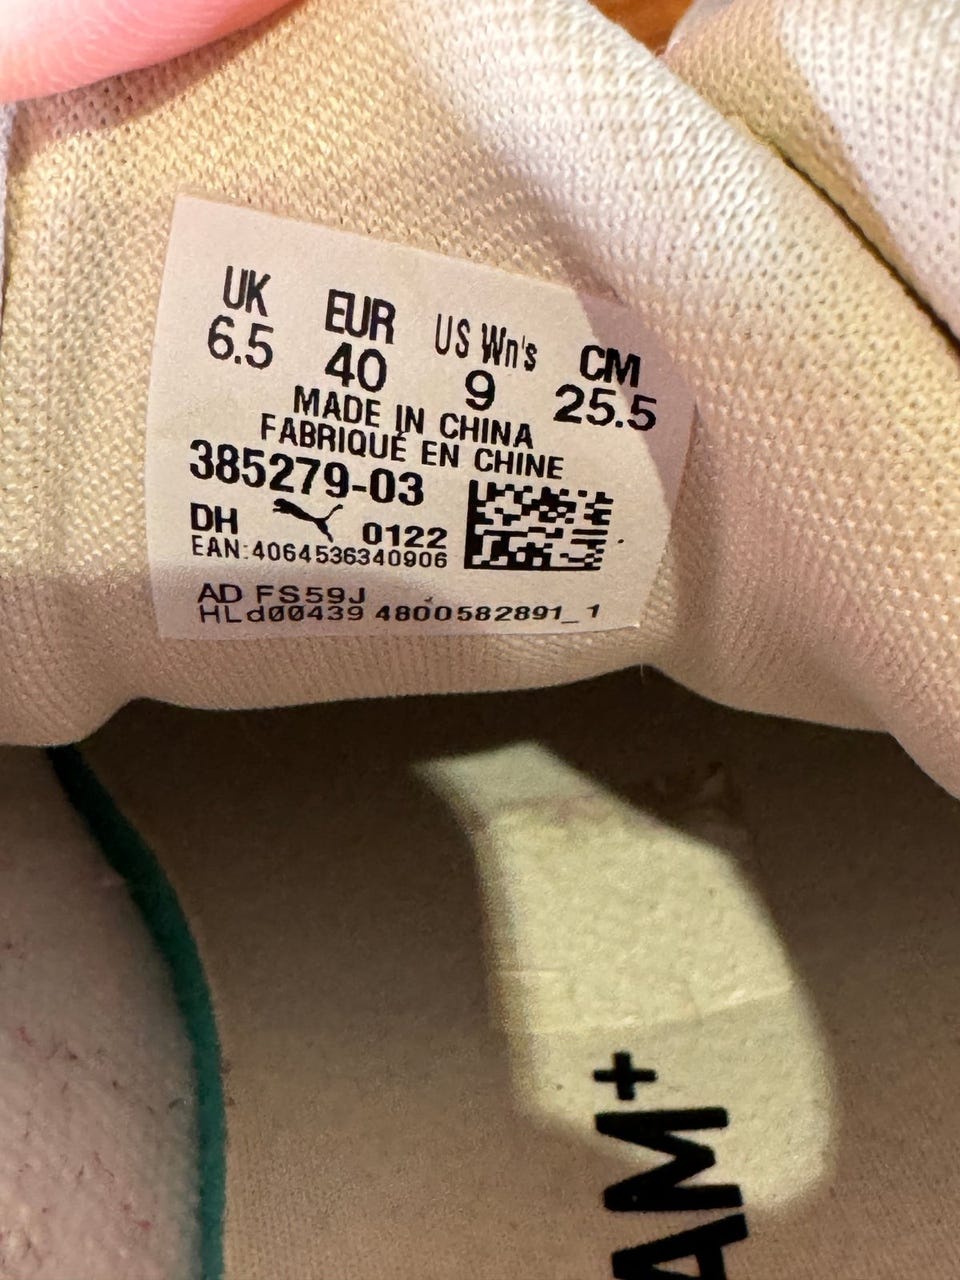 UK EUR US Wn's CM
6.5 40 9 25.5
MADE IN CHINA
FABRIQUÉ EN CHINE
385279-03
DH 0122
EAN:4064536340906
AD FS59J
HLd00439 4800582891_1
AM+